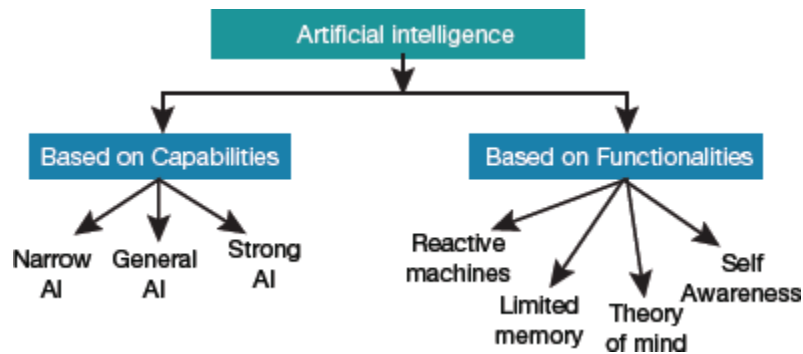 Artificial intelligence
Based on Capabilities
Based on Functionalities
Narrow
AI
General
AI
Strong
AI
Reactive
machines
Limited
memory
Theory
of mind
Self
Awareness